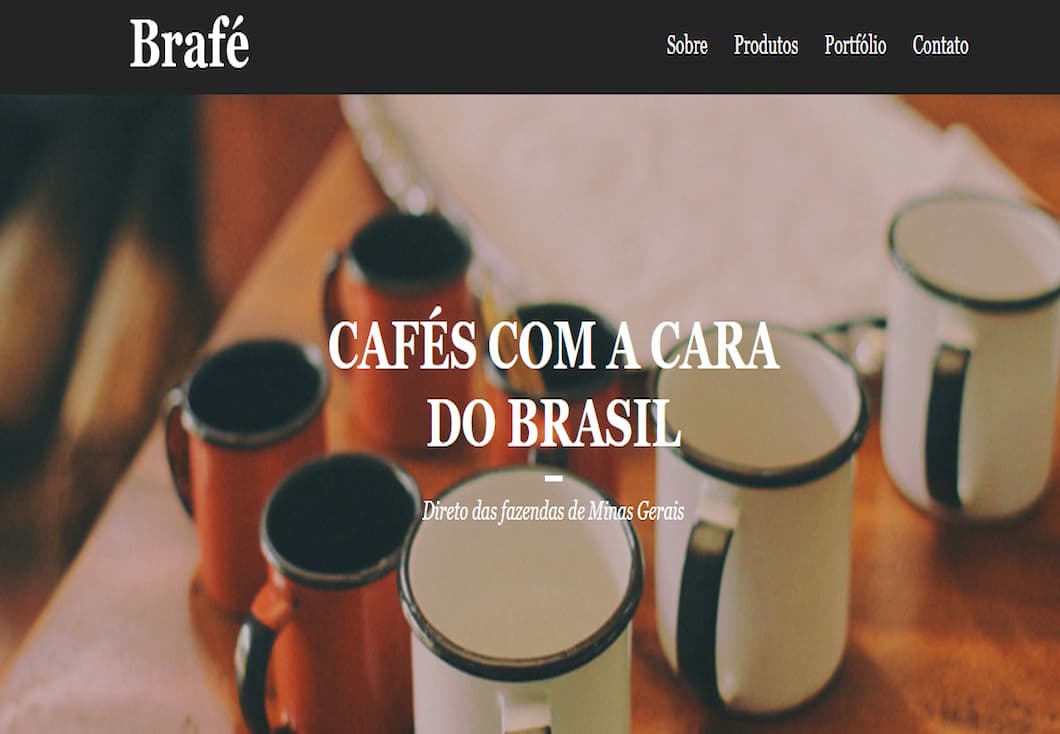 Brafé
Sobre Produtos Portfólio Contato
CAFÉS COM A CARA
DO BRASIL
Direto das fazendas de Minas Gerais